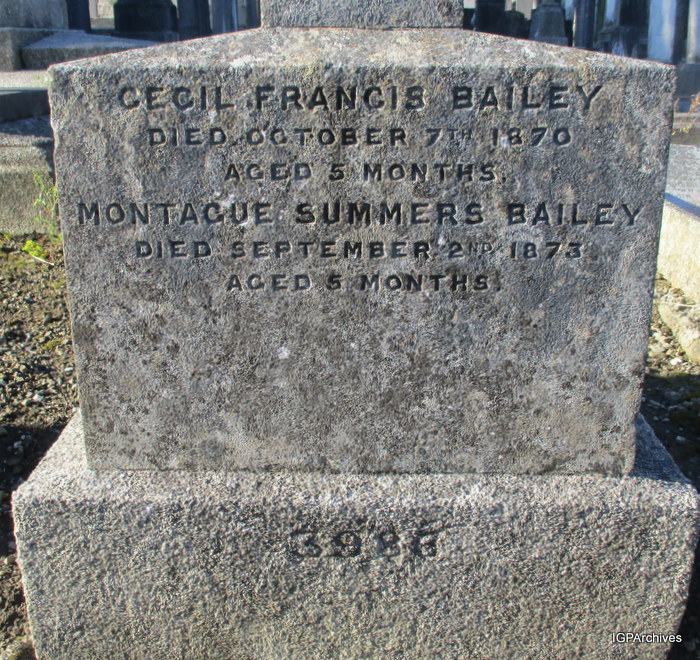 CECIL FRANCIS BAILEY
DIED OCTOBER 7TH 1870
AGED 5 MONTHS.
MONTAGUE SUMMERS BAILEY
DIED SEPTEMBER 2ND 1873
AGED 5 MONTHS.
IGPArchives